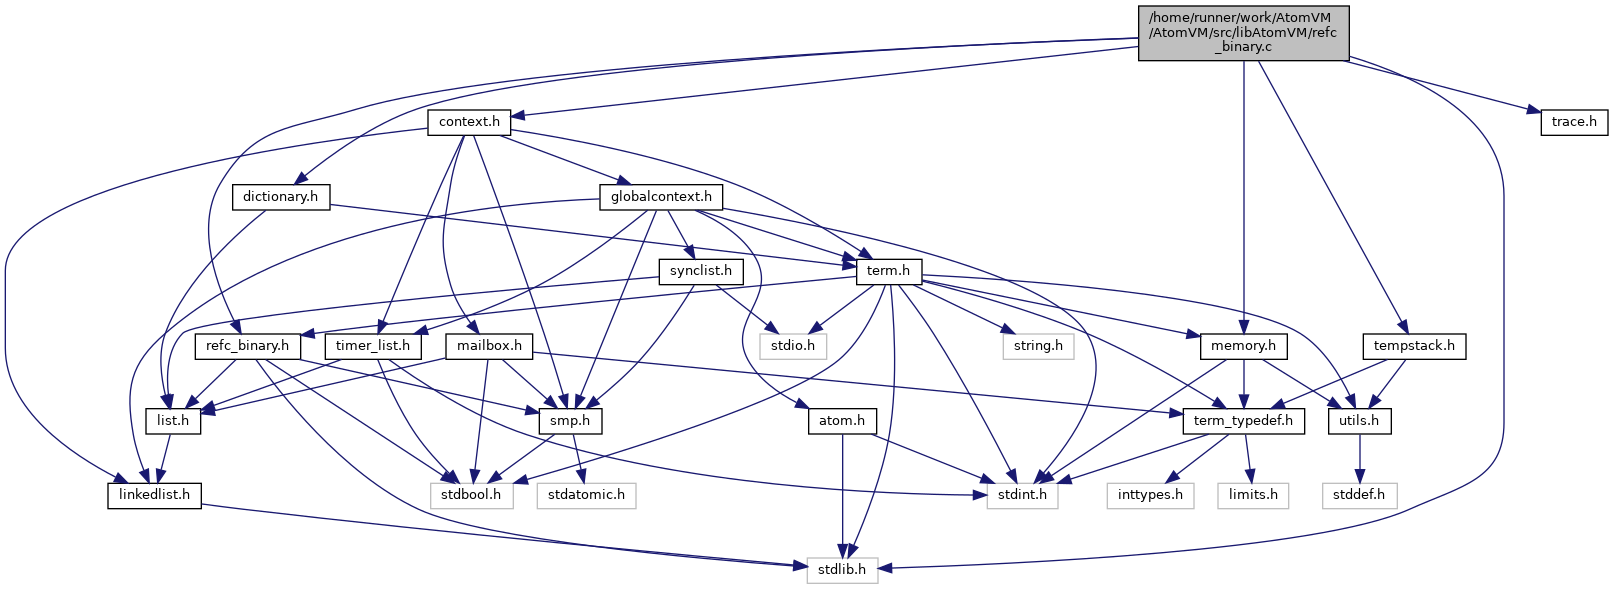 /home/runner/work/AtomVM
/AtomVM/src/libAtomVM/refc
_binary.c
context.h
trace.h
dictionary.h
globalcontext.h
synclist.h
term.h
refc_binary.h
timer_list.h
mailbox.h
stdio.h
string.h
memory.h
tempstack.h
list.h
smp.h
atom.h
term_typedef.h
utils.h
linkedlist.h
stdbool.h
stdatomic.h
stdint.h
inttypes.h
limits.h
stddef.h
stdlib.h